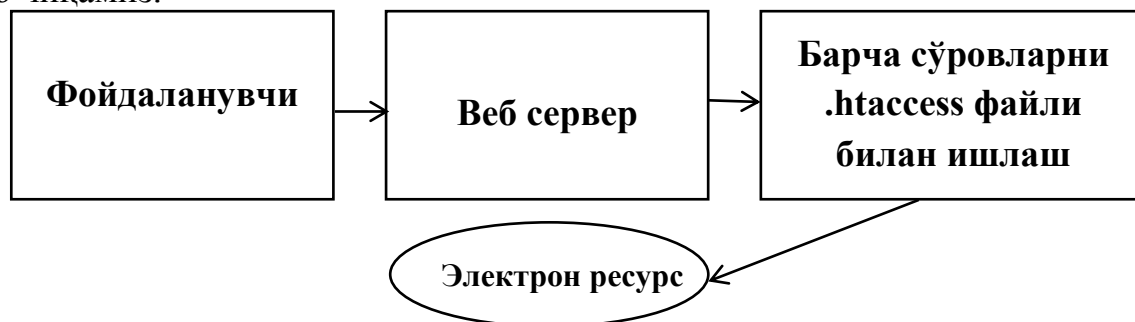 Фойдаланувчи
Веб сервер
Барча сўровларни
.htaccess файли
билан ишлаш
Электрон ресурс